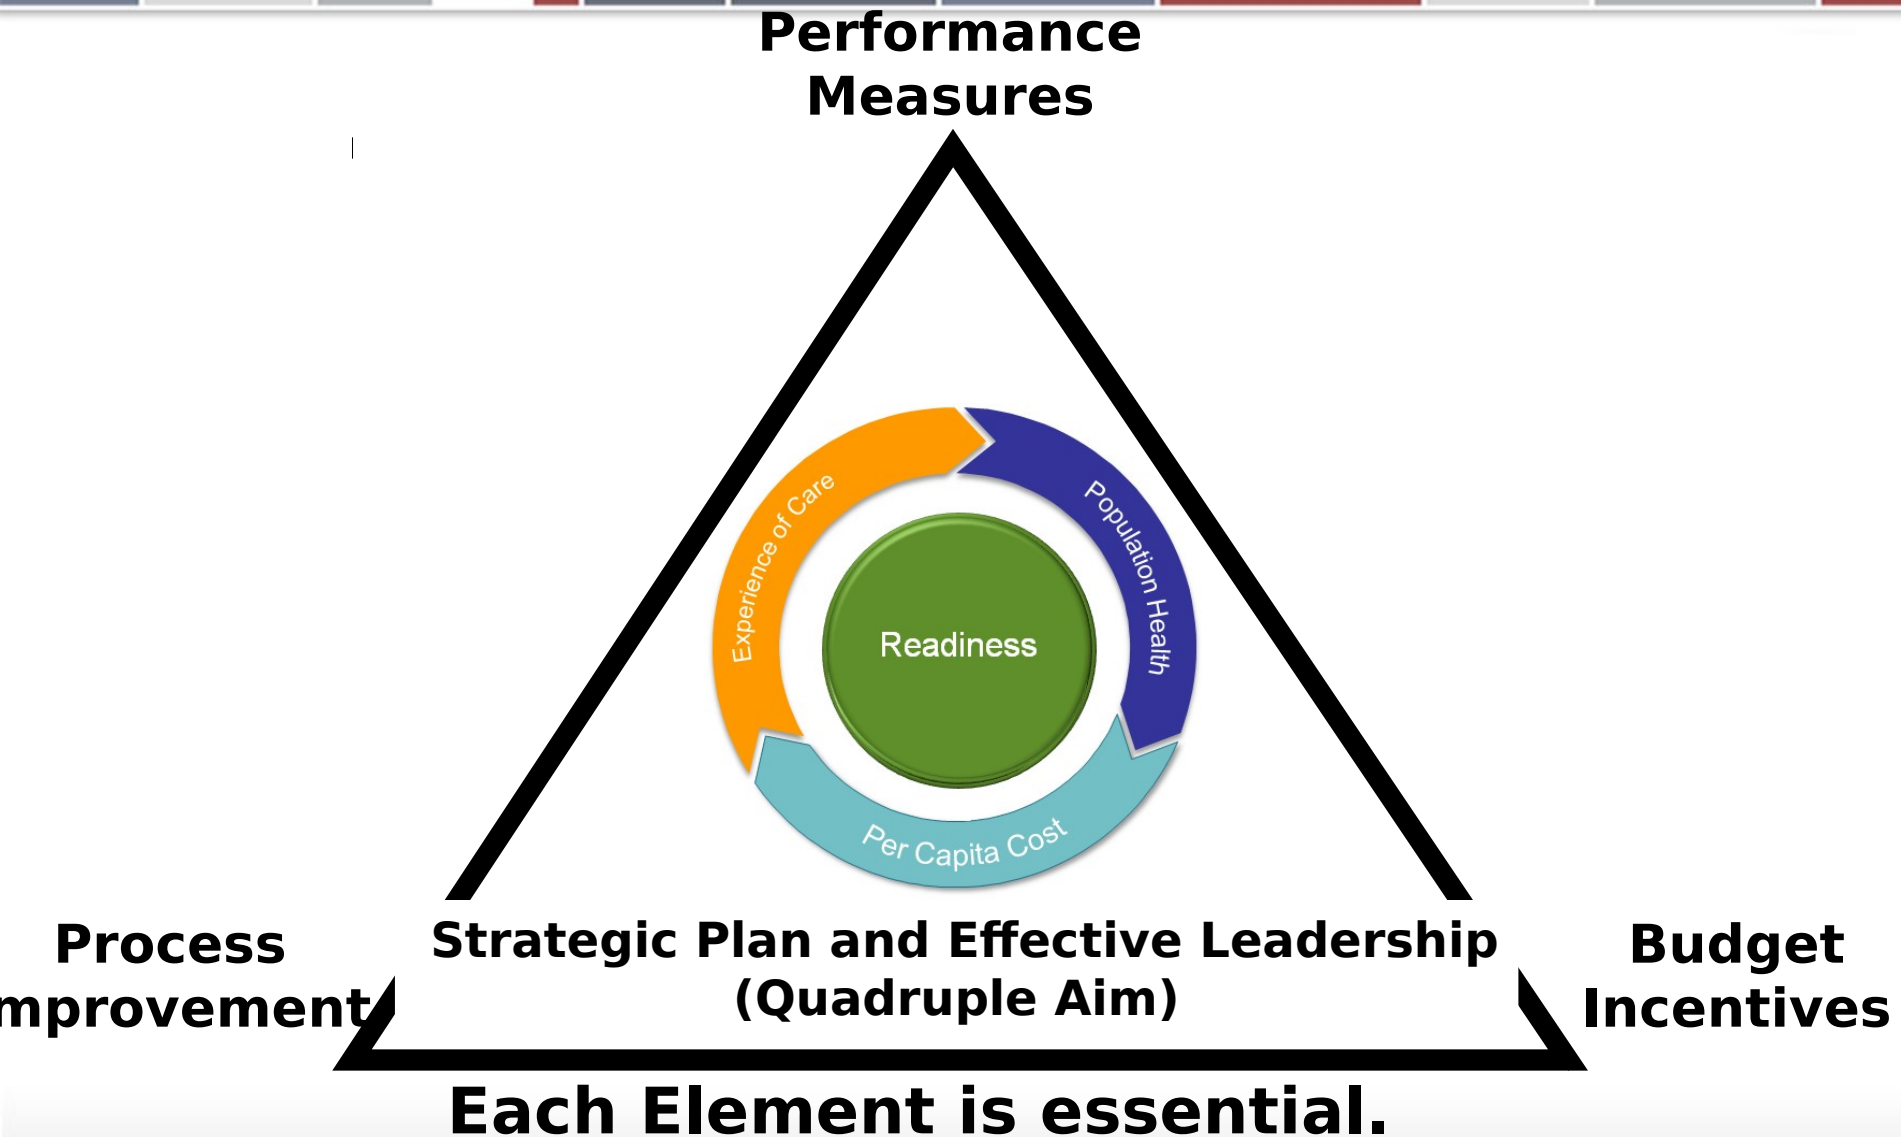 Performance
Measures
Experience of Care
Population Health
Readiness
Per Capita Cost
Strategic Plan and Effective Leadership
(Quadruple Aim)
Process
mprovement
Budget
Incentives
Each Element is essential.